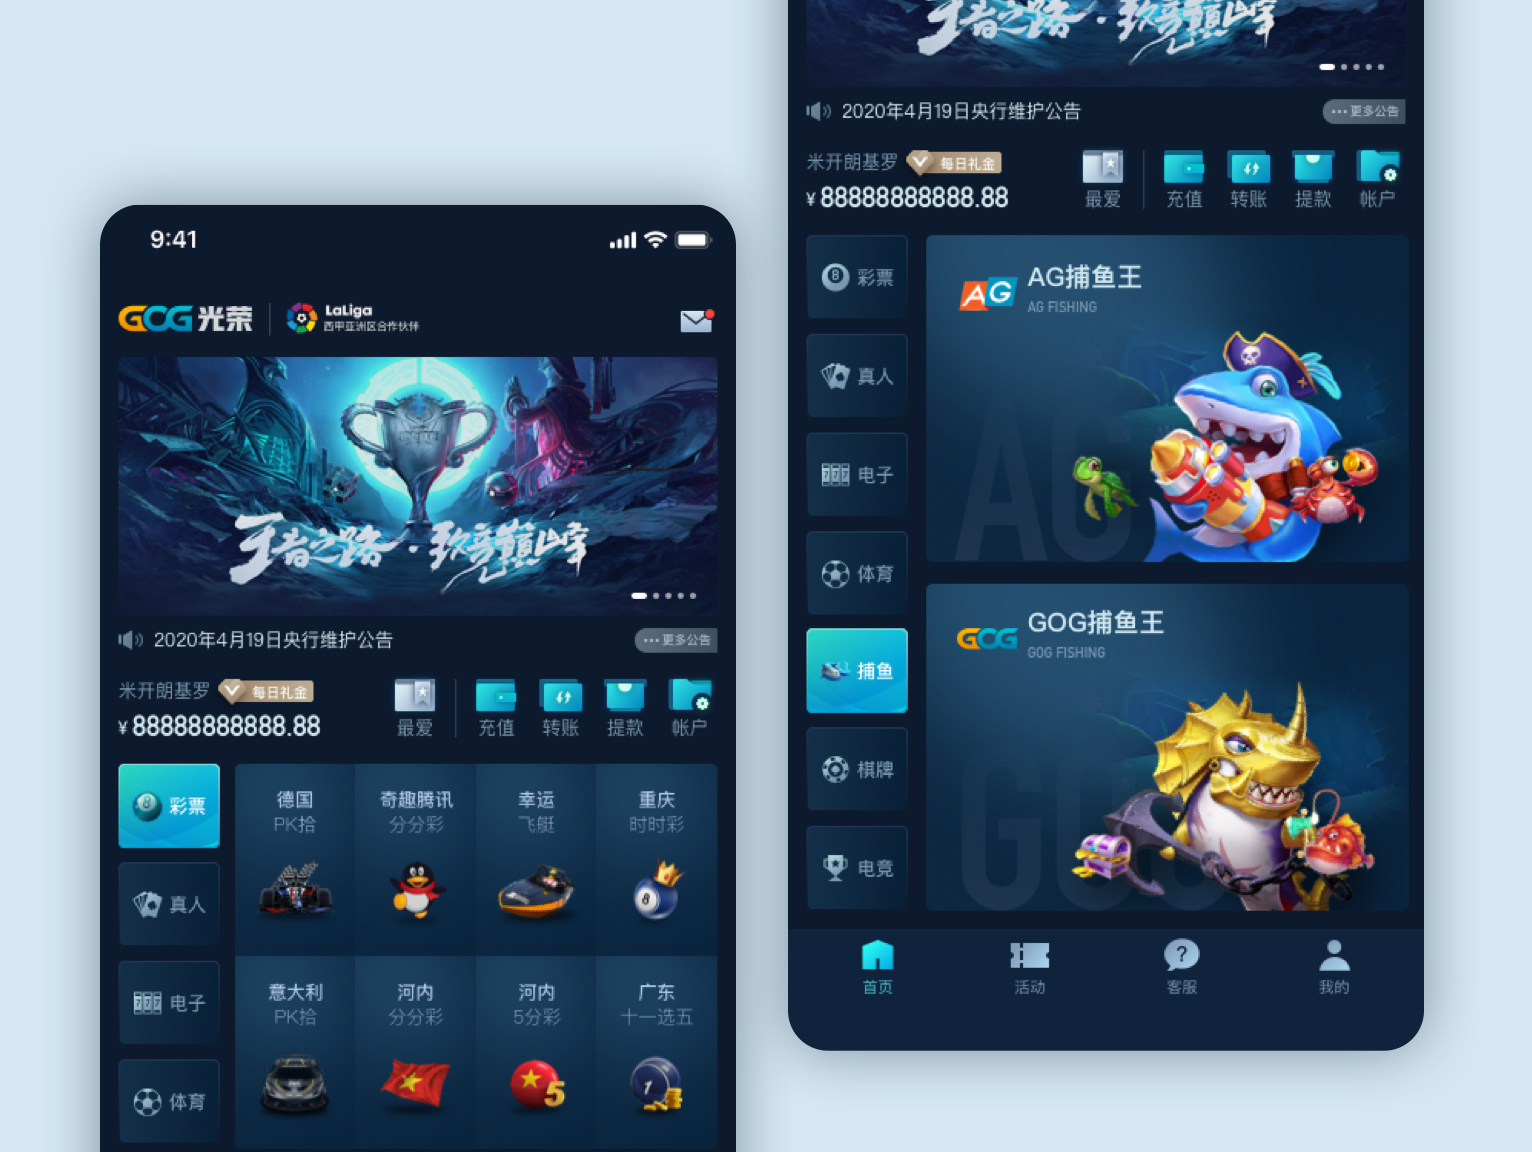 9:41
GOG 光荣
LaLiga
西甲亚洲区合作伙伴
王者之路·玖竞巅峰
2020年4月19日央行维护公告
更多公告
米开朗基罗
每日礼金
¥ 88888888888.88
最爱
充值
转账
提款
帐户
彩票
真人
电子
体育
德国
PK拾
奇趣腾讯
分分彩
幸运
飞艇
重庆
时时彩
意大利
PK拾
河内
分分彩
河内
5分彩
广东
十一选五
8
1
5
王者之路·玖竞巅峰
2020年4月19日央行维护公告
更多公告
米开朗基罗
每日礼金
¥ 88888888888.88
最爱
充值
转账
提款
帐户
彩票
真人
电子
体育
捕鱼
棋牌
电竞
AG
AG捕鱼王
AG FISHING
AG
GOG
GOG捕鱼王
GOG FISHING
GOG
首页
活动
客服
我的